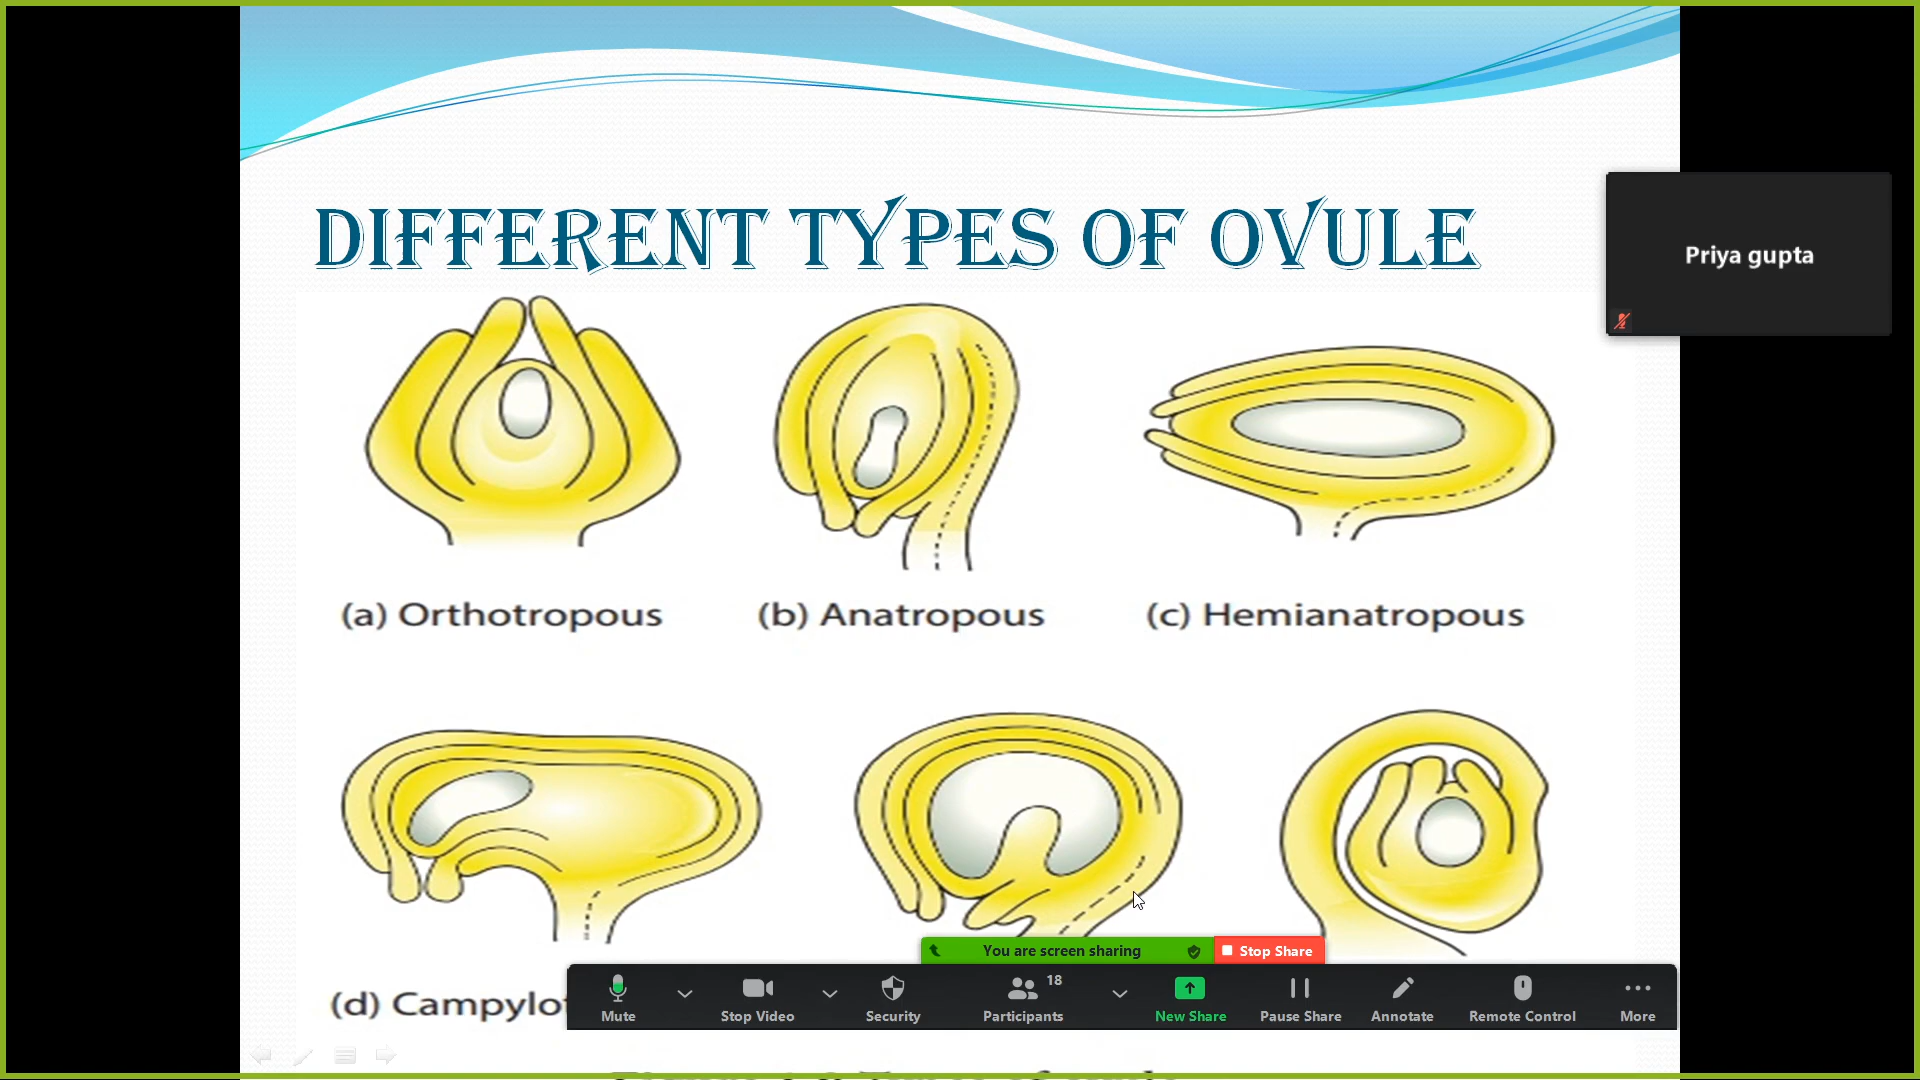 DIFFERENT TYPES OF OVULE
Priya gupta
(a) Orthotropous
(b) Anatropous
(c) Hemianatropous
You are screen sharing
Stop Share
(d) Campylo
18
Mute
Stop Video
Security
Participants
New Share
Pause Share
Annotate
Remote Control
More